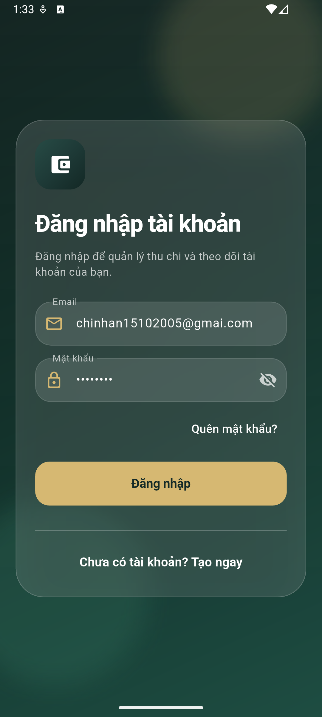 1:33
Đăng nhập tài khoản
Đăng nhập để quản lý thu chi và theo dõi tài
khoản của bạn.
Email
chinhan15102005@gmai.com
Mật khẩu
••••••••
Quên mật khẩu?
Đăng nhập
Chưa có tài khoản? Tạo ngay